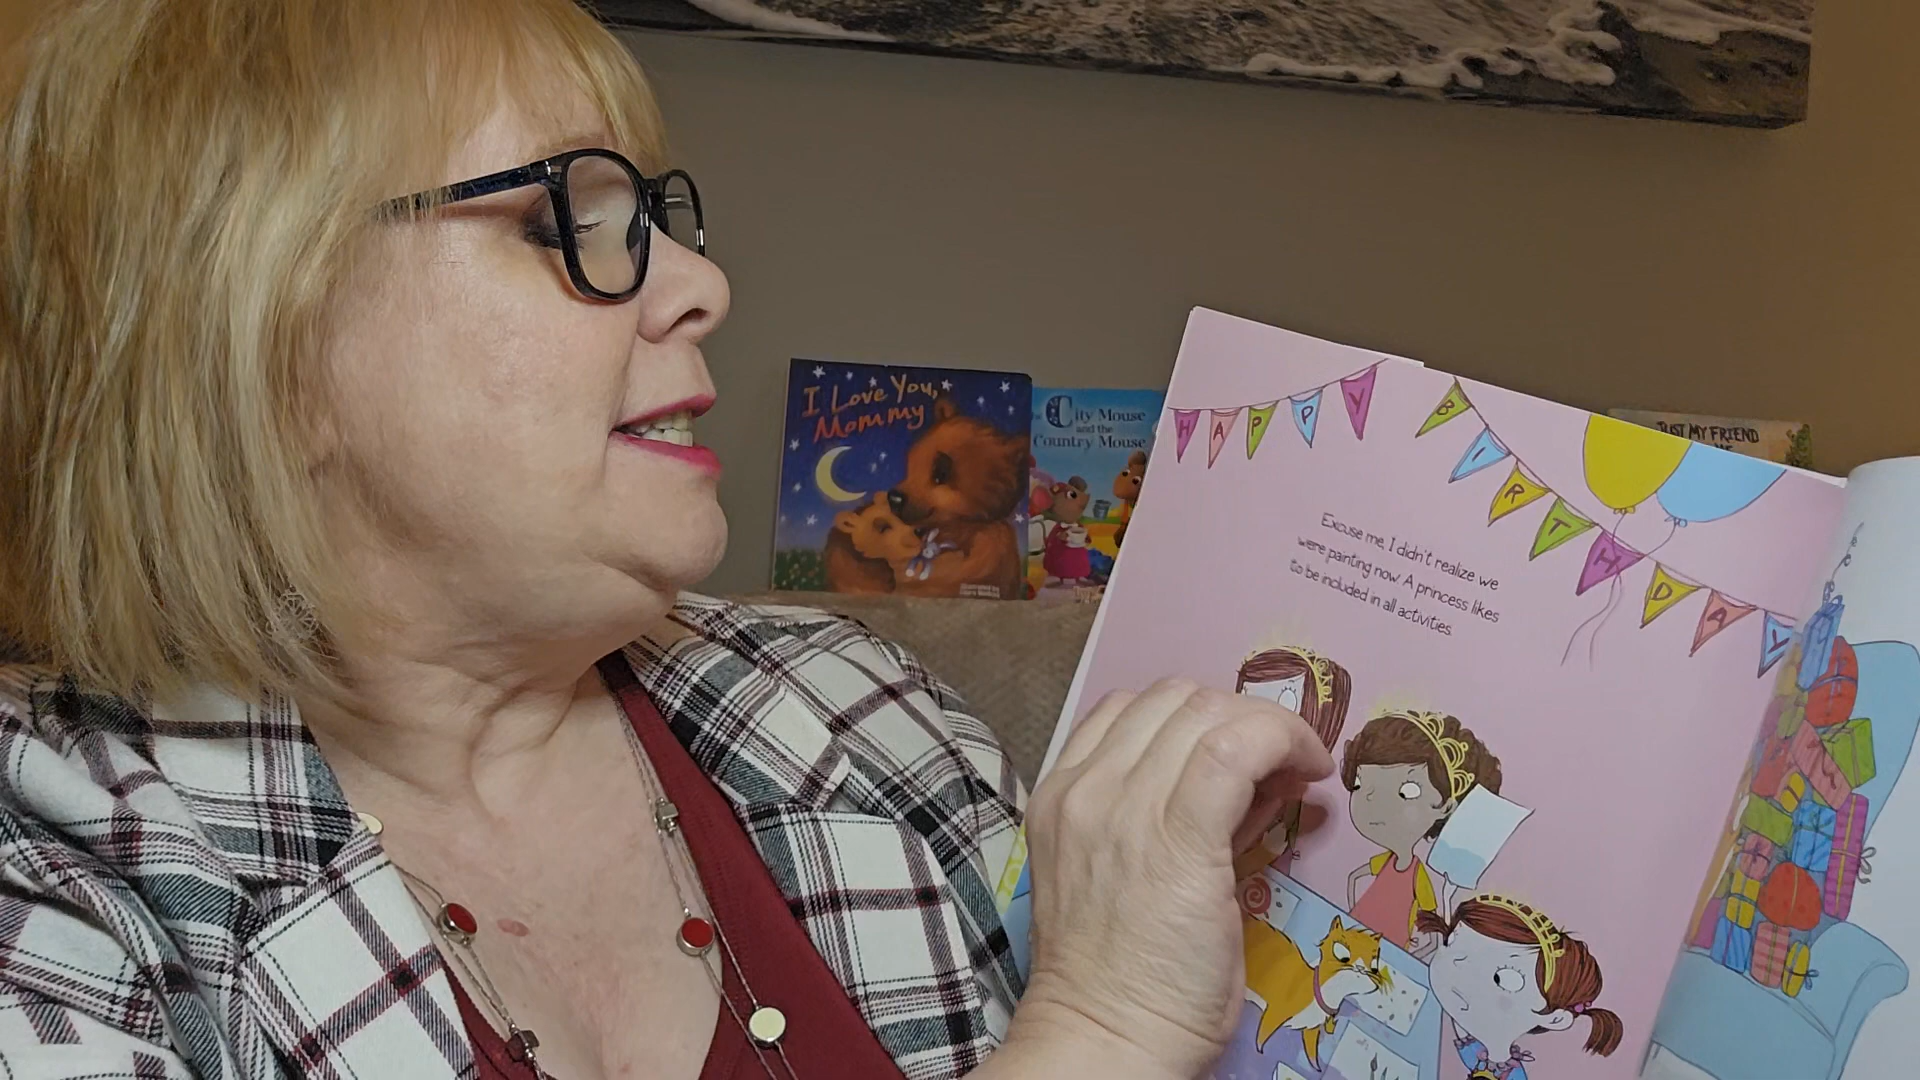 I Love You,
Mommy
City Mouse
and the
Country Mouse
JUST MY FRIEND
HAPPY BIRTHDAY
Excuse me, I didn't realize we
were painting now. A princess likes
to be included in all activities.